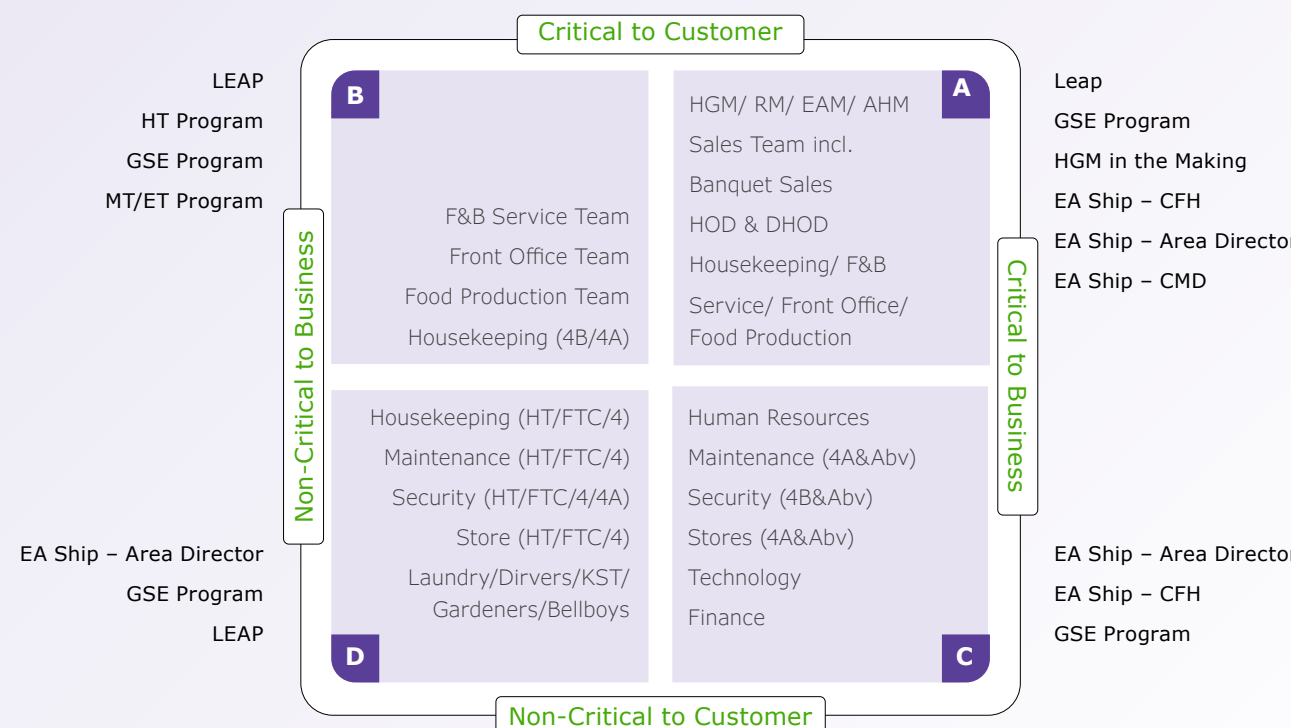 Critical to Customer
LEAP
HT Program
GSE Program
MT/ET Program
B
F&B Service Team
Front Office Team
Food Production Team
Housekeeping (4B/4A)
A
HGM/ RM/ EAM/ AHM
Sales Team incl.
Banquet Sales
HOD & DHOD
Housekeeping/ F&B
Service/ Front Office/
Food Production
Leap
GSE Program
HGM in the Making
EA Ship – CFH
EA Ship – Area Director
EA Ship – CMD
Non-Critical to Business
Critical to Business
EA Ship – Area Director
GSE Program
LEAP
Housekeeping (HT/FTC/4)
Maintenance (HT/FTC/4)
Security (HT/FTC/4/4A)
Store (HT/FTC/4)
Laundry/Dirvers/KST/
Gardeners/Bellboys
D
Human Resources
Maintenance (4A&Abv)
Security (4B&Abv)
Stores (4A&Abv)
Technology
Finance
C
EA Ship – Area Director
EA Ship – CFH
GSE Program
Non-Critical to Customer